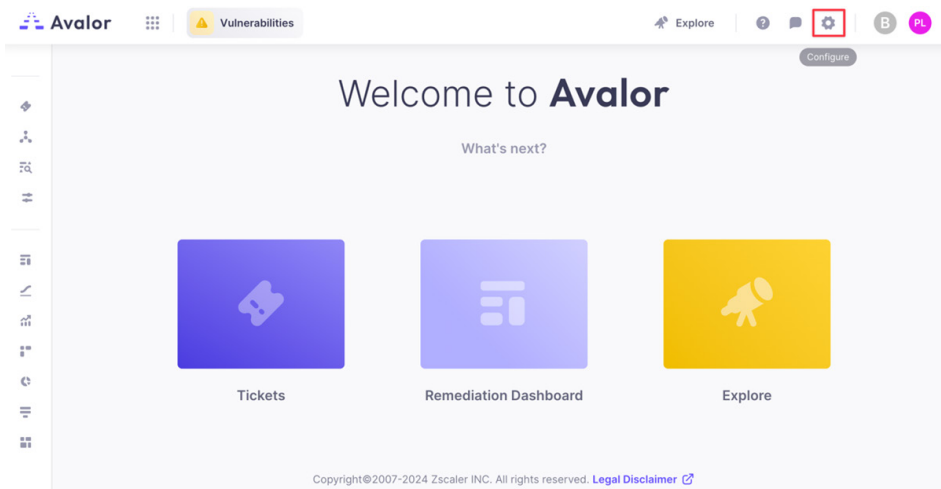 Avalor
Vulnerabilities
Explore
B
PL
Configure
Welcome to Avalor
What's next?
Tickets
Remediation Dashboard
Explore
Copyright©2007-2024 Zscaler INC. All rights reserved. Legal Disclaimer